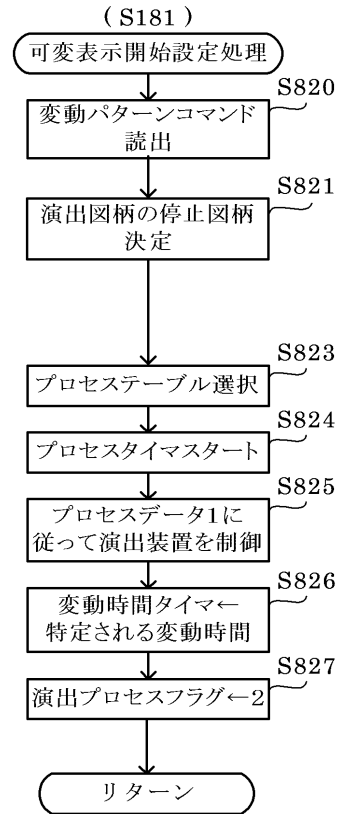 (S181)
可変表示開始設定処理
S820
変動パターンコマンド
読出
S821
演出図柄の停止図柄
決定
S823
プロセステーブル選択
S824
プロセスタイマスタート
S825
プロセスデータ1に
従って演出装置を制御
S826
変動時間タイマ←
特定される変動時間
S827
演出プロセスフラグ←2
リターン